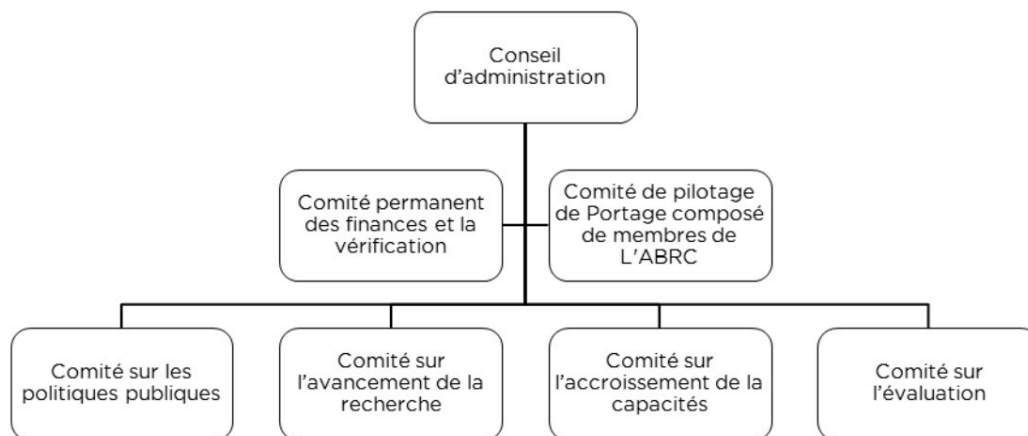 Conseil
d'administration
Comité permanent
des finances et la
vérification
Comité de pilotage
de Portage composé
de membres de
L'ABRC
Comité sur les
politiques publiques
Comité sur
l'avancement de la
recherche
Comité sur
l'accroissement de la
capacités
Comité sur
l'évaluation